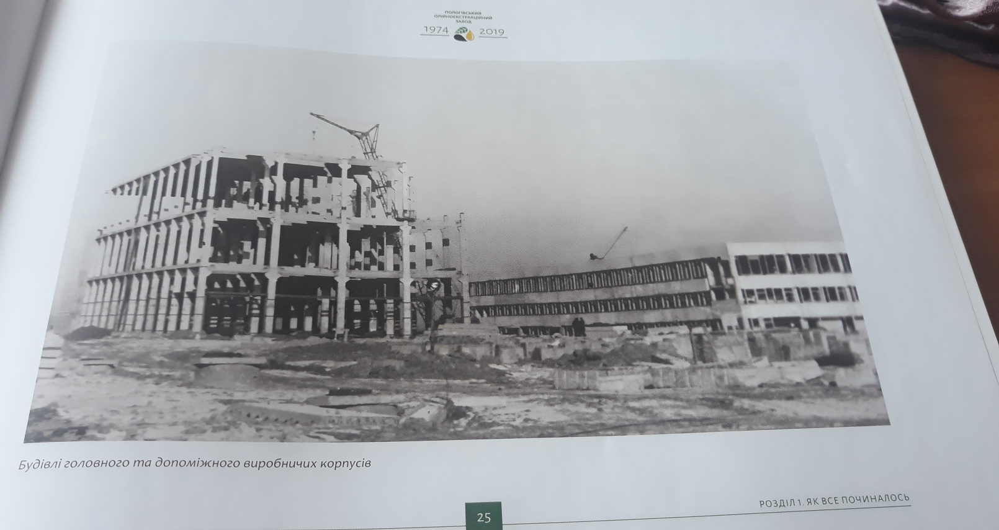 ПОЛОГІВСЬКИЙ
ОЛІЙНОЕКСТРАКЦІЙНИЙ
ЗАВОД
1974 2019
Будівлі головного та допоміжного виробничих корпусів
РОЗДІЛ 1. ЯК ВСЕ ПОЧИНАЛОСЬ
25